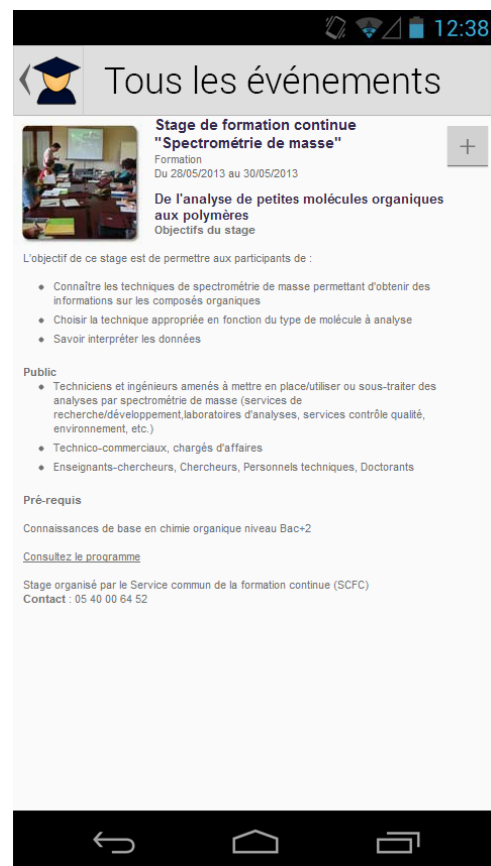 12:38
Tous les événements
Stage de formation continue
"Spectrométrie de masse"
Formation
Du 28/05/2013 au 30/05/2013
De l'analyse de petites molécules organiques
aux polymères
Objectifs du stage
L'objectif de ce stage est de permettre aux participants de :
• Connaître les techniques de spectrométrie de masse permettant d'obtenir des
informations sur les composés organiques
• Choisir la technique appropriée en fonction du type de molécule à analyse
• Savoir interpréter les données
Public
• Techniciens et ingénieurs amenés à mettre en place/utiliser ou sous-traiter des
analyses par spectrométrie de masse (services de
recherche/développement,laboratoires d'analyses, services contrôle qualité,
environnement, etc.)
• Technico-commerciaux, chargés d'affaires
• Enseignants-chercheurs, Chercheurs, Personnels techniques, Doctorants
Pré-requis
Connaissances de base en chimie organique niveau Bac+2
Consultez le programme
Stage organisé par le Service commun de la formation continue (SCFC)
Contact : 05 40 00 64 52